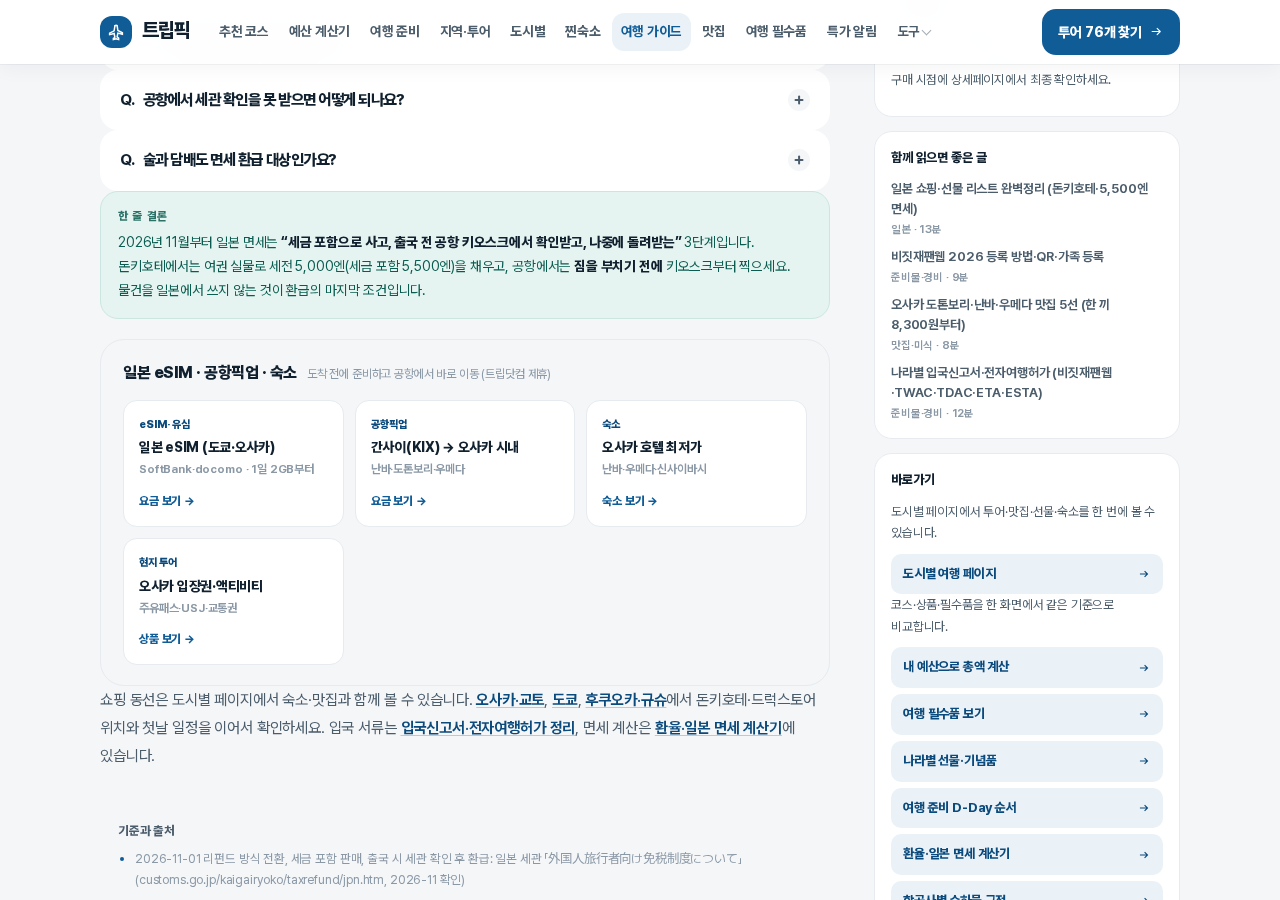 트립픽
추천 코스 예산 계산기 여행 준비 지역·투어 도시별 찐숙소 여행 가이드 맛집 여행 필수품 특가 알림 도구
투어 76개 찾기 →
Q. 공항에서 세관 확인을 못 받으면 어떻게 되나요? +
Q. 술과 담배도 면세 환급 대상인가요? +
한 줄 결론
2026년 11월부터 일본 면세는 “세금 포함으로 사고, 출국 전 공항 키오스크에서 확인받고, 나중에 돌려받는” 3단계입니다.
돈키호테에서는 여권 실물로 세전 5,000엔(세금 포함 5,500엔)을 채우고, 공항에서는 짐을 부치기 전에 키오스크부터 찍으세요.
물건을 일본에서 쓰지 않는 것이 환급의 마지막 조건입니다.
일본 eSIM · 공항픽업 · 숙소 도착 전에 준비하고 공항에서 바로 이동 (트립닷컴 제휴)
eSIM·유심
일본 eSIM (도쿄·오사카)
SoftBank·docomo · 1일 2GB부터
요금 보기 →
공항픽업
간사이(KIX) → 오사카 시내
난바·도톤보리·우메다
요금 보기 →
숙소
오사카 호텔 최저가
난바·우메다·신사이바시
숙소 보기 →
현지 투어
오사카 입장권·액티비티
주유패스·USJ·교통권
상품 보기 →
쇼핑 동선은 도시별 페이지에서 숙소·맛집과 함께 볼 수 있습니다. 오사카·교토, 도쿄, 후쿠오카·규슈에서 돈키호테·드럭스토어
위치와 첫날 일정을 이어서 확인하세요. 입국 서류는 입국신고서·전자여행허가 정리, 면세 계산은 환율·일본 면세 계산기에
있습니다.
기준과 출처
• 2026-11-01 리펀드 방식 전환, 세금 포함 판매, 출국 시 세관 확인 후 환급: 일본 세관 「外国人旅行者向け免税制度について」
(customs.go.jp/kaigairyoko/taxrefund/jpn.htm, 2026-11 확인)
구매 시점에 상세페이지에서 최종 확인하세요.
함께 읽으면 좋은 글
일본 쇼핑·선물 리스트 완벽정리 (돈키호테·5,500엔
면세)
일본 · 13분
비짓재팬웹 2026 등록 방법·QR·가족 등록
준비물·경비 · 9분
오사카 도톤보리·난바·우메다 맛집 5선 (한 끼
8,300원부터)
맛집·미식 · 8분
나라별 입국신고서·전자여행허가 (비짓재팬웹
·TWAC·TDAC·ETA·ESTA)
준비물·경비 · 12분
바로가기
도시별 페이지에서 투어·맛집·선물·숙소를 한 번에 볼 수
있습니다.
도시별 여행 페이지 →
코스·상품·필수품을 한 화면에서 같은 기준으로
비교합니다.
내 예산으로 총액 계산 →
여행 필수품 보기 →
나라별 선물·기념품 →
여행 준비 D-Day 순서 →
환율·일본 면세 계산기 →
항공사별 수하물 규정 →